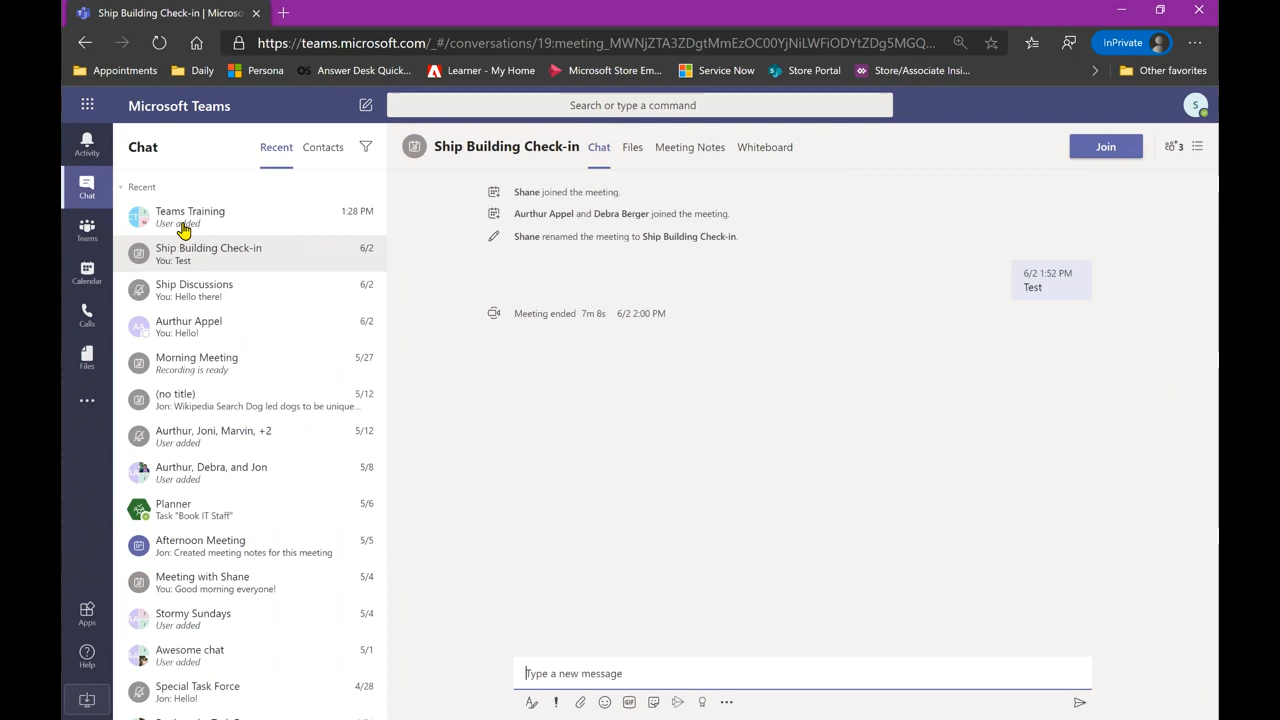 Ship Building Check-in | Microso
https://teams.microsoft.com/_#/conversations/19:meeting_MWNjZTA3ZDgtMmEzOC00YjNiLWFiODYtZDg5MGQ...
InPrivate
Appointments
Daily
Persona
Answer Desk Quick...
Learner - My Home
Microsoft Store Em...
Service Now
Store Portal
Store/Associate Insi...
Other favorites
Microsoft Teams
Search or type a command
S
Activity
Chat
Teams
Calendar
Calls
Files
Apps
Help
Chat
Recent
Contacts
Recent
Teams Training 1:28 PM
User added
Ship Building Check-in 6/2
You: Test
Ship Discussions 6/2
You: Hello there!
Aurthur Appel 6/2
You: Hello!
Morning Meeting 5/27
Recording is ready
(no title) 5/12
Jon: Wikipedia Search Dog led dogs to be unique...
Aurthur, Joni, Marvin, +2 5/12
User added
Aurthur, Debra, and Jon 5/8
User added
Planner 5/6
Task "Book IT Staff"
Afternoon Meeting 5/5
Jon: Created meeting notes for this meeting
Meeting with Shane 5/4
You: Good morning everyone!
Stormy Sundays 5/4
User added
Awesome chat 5/1
User added
Special Task Force 4/28
Jon: Hello!
Ship Building Check-in
Chat
Files
Meeting Notes
Whiteboard
Join
3
Shane joined the meeting.
Aurthur Appel and Debra Berger joined the meeting.
Shane renamed the meeting to Ship Building Check-in.
6/2 1:52 PM
Test
Meeting ended 7m 8s 6/2 2:00 PM
Type a new message
GIF